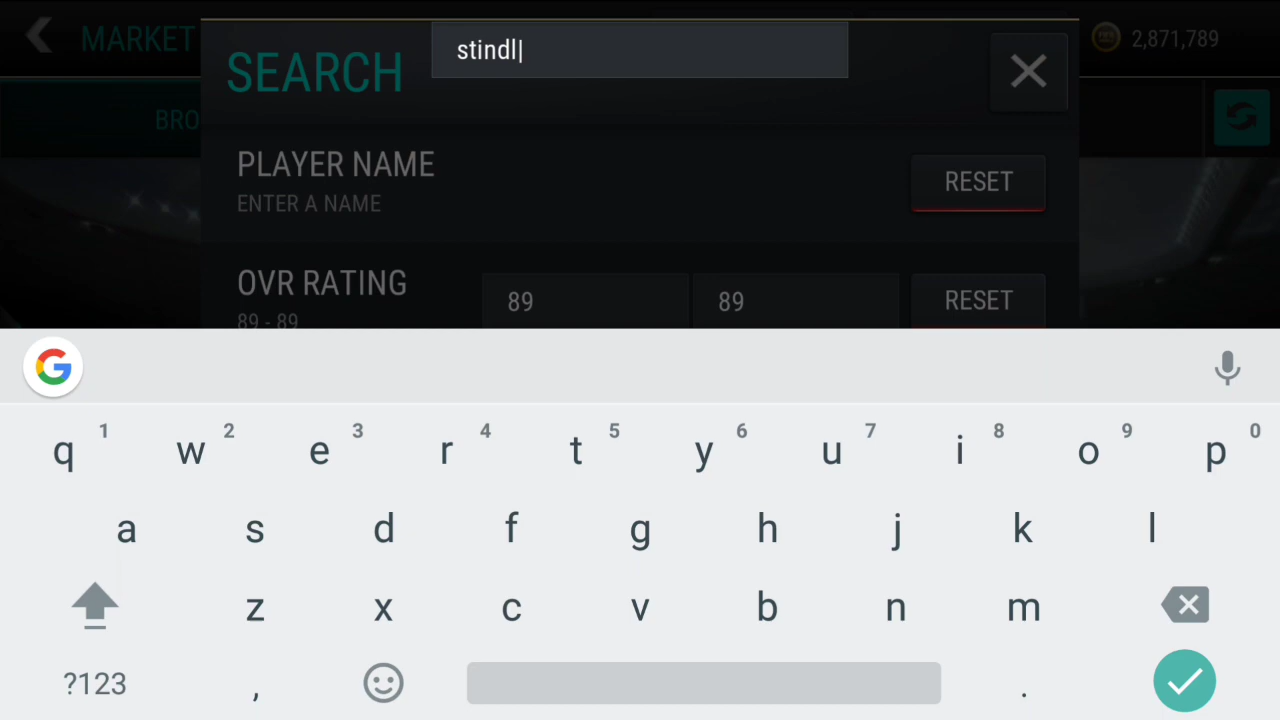 MARKET
stindl
2,871,789
SEARCH
BRO
PLAYER NAME
ENTER A NAME
RESET
OVR RATING
89 - 89
89
89
RESET
G
q 1 w 2 e 3 r 4 t 5 y 6 u 7 i 8 o 9 p 0
a s d f g h j k l
z x c v b n m
?123 , .